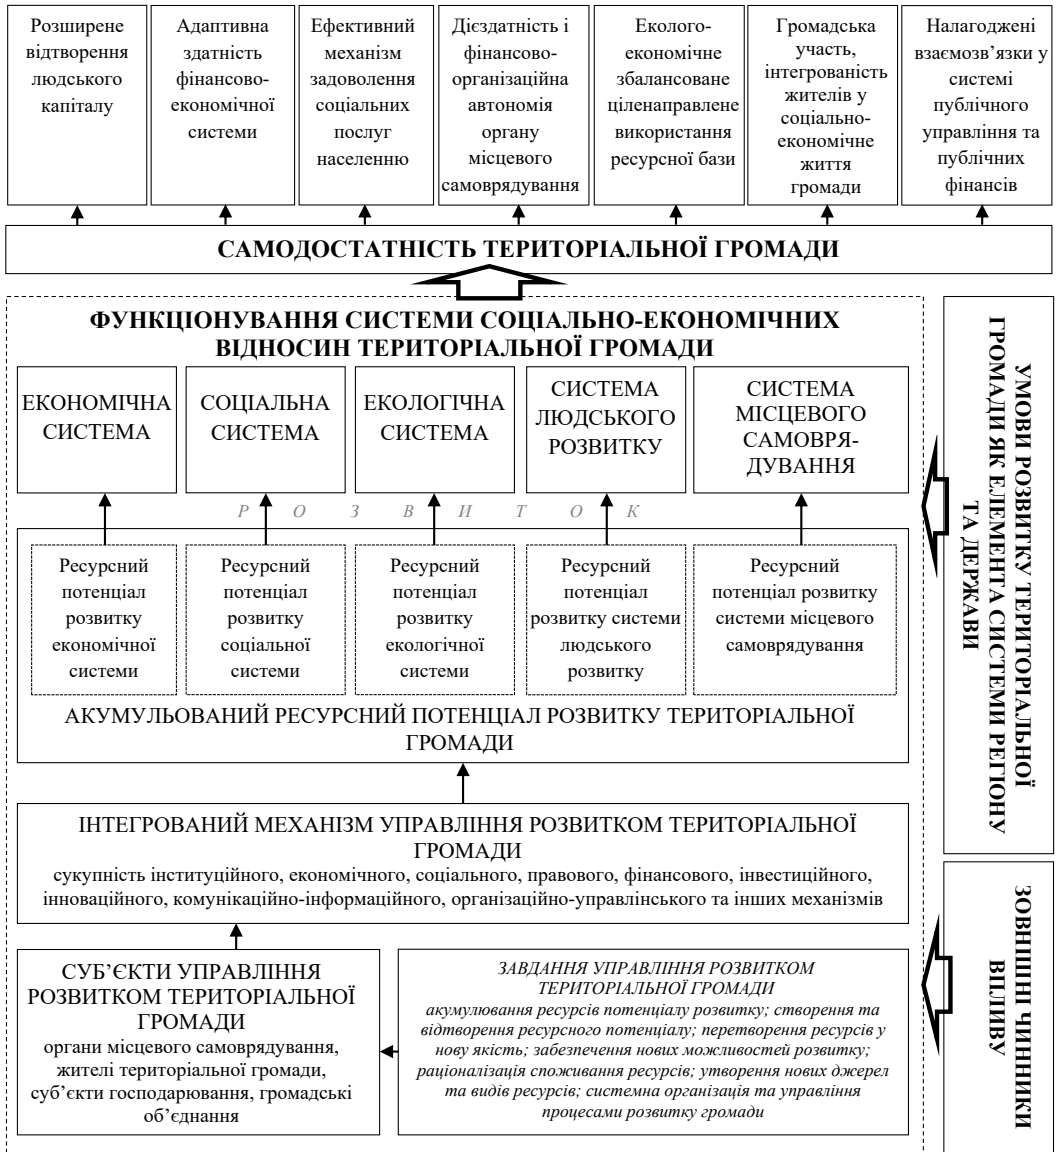 Розширене
відтворення
людського
капіталу
Адаптивна
здатність
фінансово-
економічної
системи
Ефективний
механізм
задоволення
соціальних
послуг
населенню
Дієздатність і
фінансово-
організаційна
автономія
органу
місцевого
самоврядування
Еколого-
економічне
збалансоване
ціленаправлене
використання
ресурсної бази
Громадська
участь,
інтегрованість
жителів у
соціально-
економічне
життя
громади
Налагоджені
взаємозв’язки у
системі
публічного
управління та
публічних
фінансів
САМОДОСТАТНІСТЬ ТЕРИТОРІАЛЬНОЇ ГРОМАДИ
ФУНКЦІОНУВАННЯ СИСТЕМИ СОЦІАЛЬНО-ЕКОНОМІЧНИХ
ВІДНОСИН ТЕРИТОРІАЛЬНОЇ ГРОМАДИ
ЕКОНОМІЧНА
СИСТЕМА
СОЦІАЛЬНА
СИСТЕМА
ЕКОЛОГІЧНА
СИСТЕМА
СИСТЕМА
ЛЮДСЬКОГО
РОЗВИТКУ
СИСТЕМА
МІСЦЕВОГО
САМОВРЯ-
ДУВАННЯ
Р О З В И Т О К
Ресурсний
потенціал
розвитку
економічної
системи
Ресурсний
потенціал
розвитку
соціальної
системи
Ресурсний
потенціал
розвитку
екологічної
системи
Ресурсний
потенціал
розвитку системи
людського
розвитку
Ресурсний
потенціал розвитку
системи місцевого
самоврядування
АКУМУЛЬОВАНИЙ РЕСУРСНИЙ ПОТЕНЦІАЛ РОЗВИТКУ ТЕРИТОРІАЛЬНОЇ
ГРОМАДИ
ІНТЕГРОВАНИЙ МЕХАНІЗМ УПРАВЛІННЯ РОЗВИТКОМ ТЕРИТОРІАЛЬНОЇ
ГРОМАДИ
сукупність інституційного, економічного, соціального, правового, фінансового, інвестиційного,
інноваційного, комунікаційно-інформаційного, організаційно-управлінського та інших механізмів
СУБ’ЄКТИ УПРАВЛІННЯ
РОЗВИТКОМ ТЕРИТОРІАЛЬНОЇ
ГРОМАДИ
органи місцевого самоврядування,
жителі територіальної громади,
суб’єкти господарювання, громадські
об’єднання
ЗАВДАННЯ УПРАВЛІННЯ РОЗВИТКОМ
ТЕРИТОРІАЛЬНОЇ ГРОМАДИ
акумулювання ресурсів потенціалу розвитку; створення та
відтворення ресурсного потенціалу; перетворення ресурсів у
нову якість; забезпечення нових можливостей розвитку;
раціоналізація споживання ресурсів; утворення нових джерел
та видів ресурсів; системна організація та управління
процесами розвитку громади
УМОВИ РОЗВИТКУ ТЕРИТОРІАЛЬНОЇ
ГРОМАДИ ЯК ЕЛЕМЕНТА СИСТЕМИ РЕГІОНУ
ТА ДЕРЖАВИ
ЗОВНІШНІ ЧИННИКИ
ВПЛИВУ